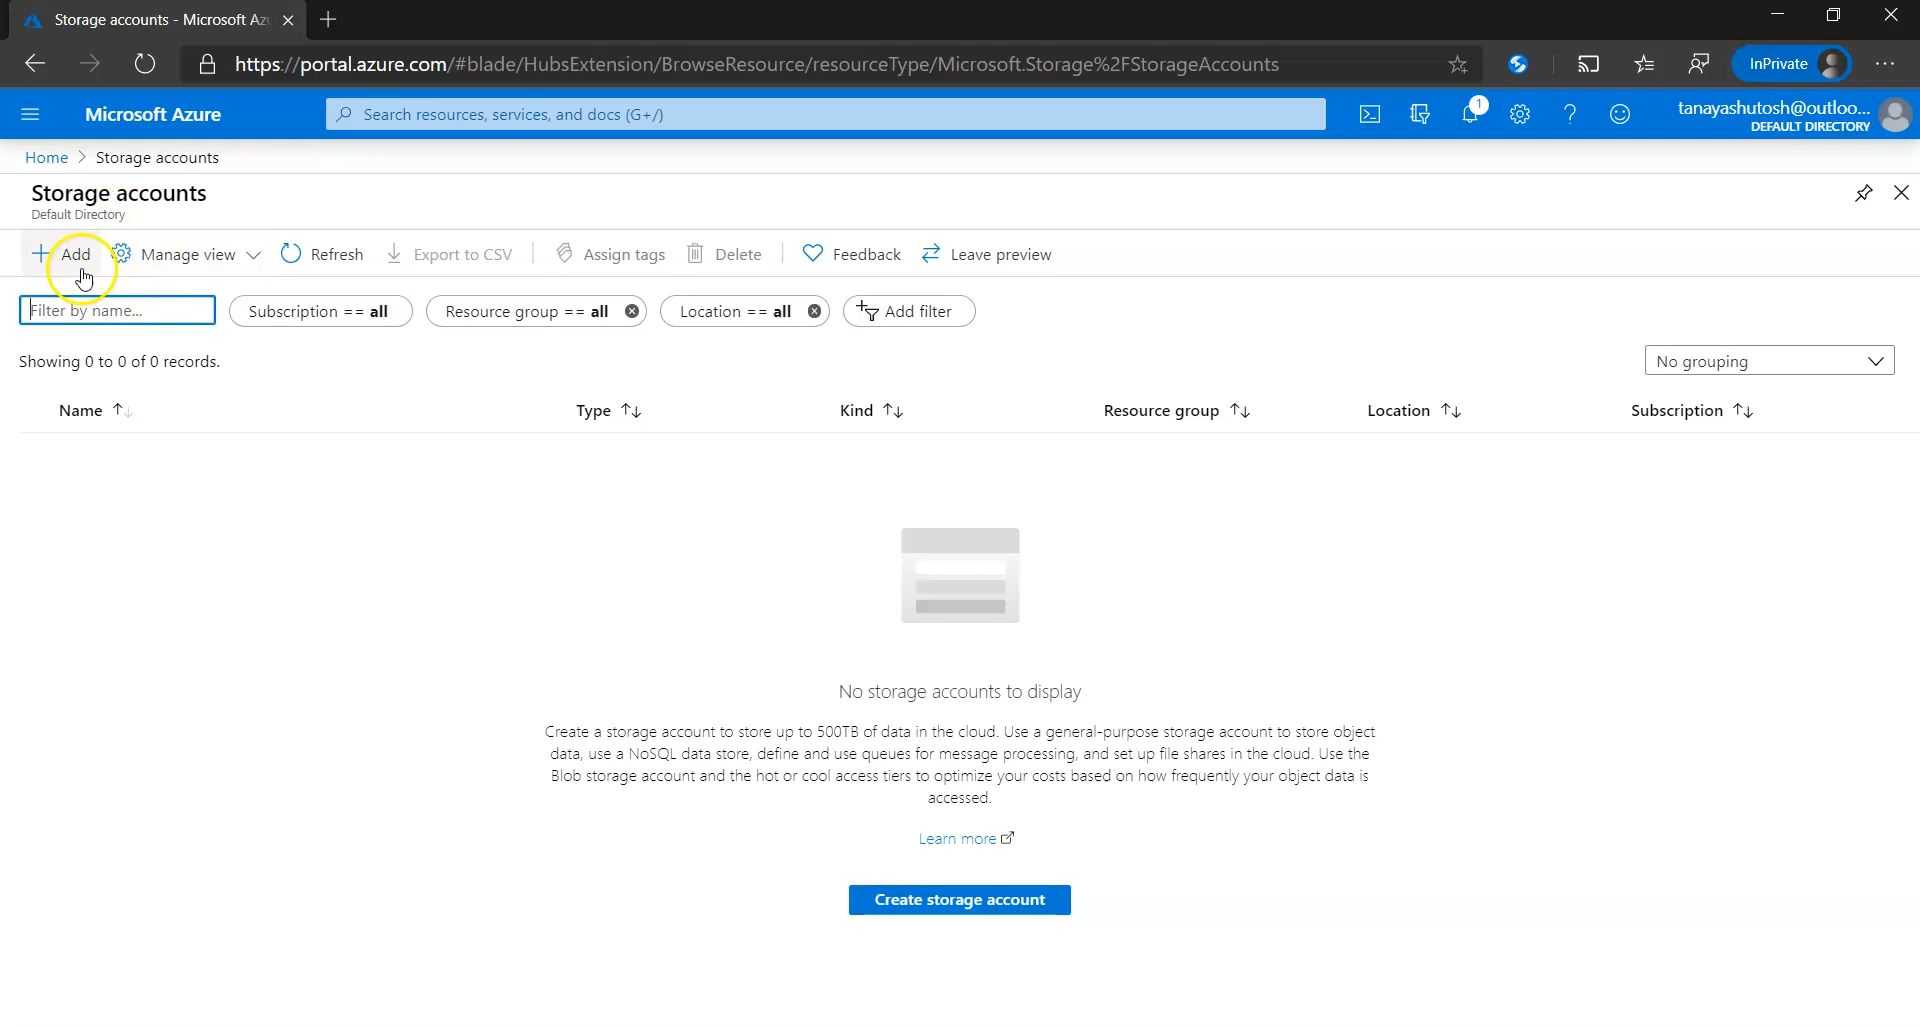 Storage accounts - Microsoft Az
https://portal.azure.com/#blade/HubsExtension/BrowseResource/resourceType/Microsoft.Storage%2FStorageAccounts
InPrivate
Microsoft Azure
Search resources, services, and docs (G+/)
1
tanayashutosh@outloo...
DEFAULT DIRECTORY
Home > Storage accounts
Storage accounts
Default Directory
Add
Manage view
Refresh
Export to CSV
Assign tags
Delete
Feedback
Leave preview
Filter by name...
Subscription == all
Resource group == all
Location == all
Add filter
Showing 0 to 0 of 0 records.
No grouping
Name
Type
Kind
Resource group
Location
Subscription
No storage accounts to display
Create a storage account to store up to 500TB of data in the cloud. Use a general-purpose storage account to store object
data, use a NoSQL data store, define and use queues for message processing, and set up file shares in the cloud. Use the
Blob storage account and the hot or cool access tiers to optimize your costs based on how frequently your object data is
accessed.
Learn more
Create storage account